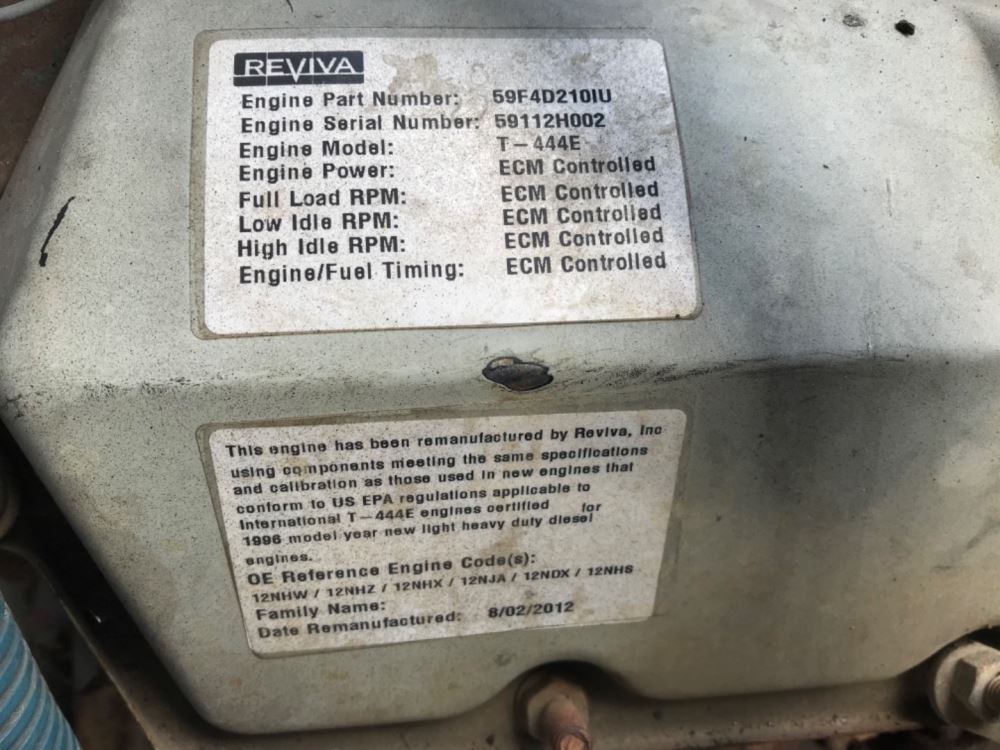 REVIVA
Engine Part Number: 59F4D210IU
Engine Serial Number: 59112H002
Engine Model: T-444E
Engine Power: ECM Controlled
Full Load RPM: ECM Controlled
Low Idle RPM: ECM Controlled
High Idle RPM: ECM Controlled
Engine/Fuel Timing: ECM Controlled
This engine has been remanufactured by Reviva, Inc
using components meeting the same specifications
and calibration as those used in new engines that
conform to US EPA regulations applicable to
International T-444E engines certified for
1996 model year new light heavy duty diesel
engines.
OE Reference Engine Code(s):
12NHW / 12NHZ / 12NHX / 12NJA / 12NDX / 12NHS
Family Name:
Date Remanufactured: 8/02/2012